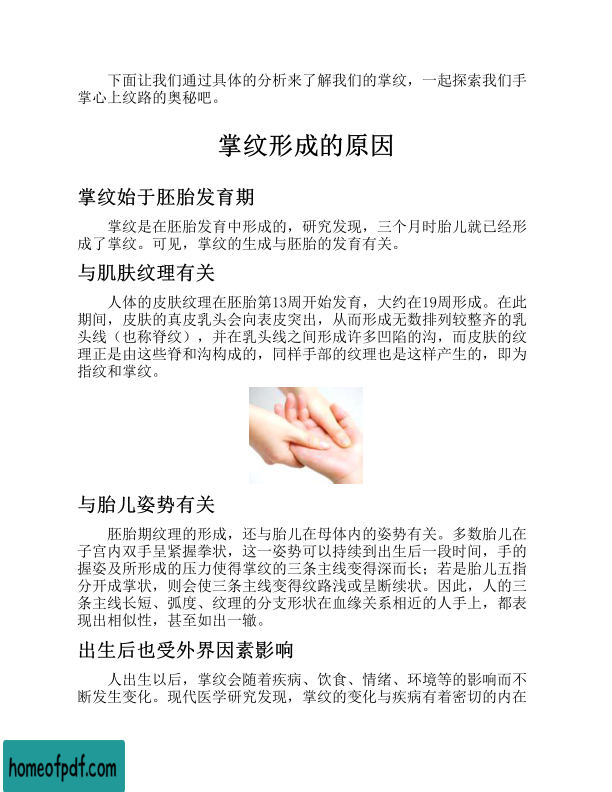 下面让我们通过具体的分析来了解我们的掌纹，一起探索我们手
掌心上纹路的奥秘吧。
掌纹形成的原因
掌纹始于胚胎发育期
掌纹是在胚胎发育中形成的，研究发现，三个月时胎儿就已经形
成了掌纹。可见，掌纹的生成与胚胎的发育有关。
与肌肤纹理有关
人体的皮肤纹理在胚胎第13周开始发育，大约在19周形成。在此
期间，皮肤的真皮乳头会向表皮突出，从而形成无数排列较整齐的乳
头线（也称脊纹），并在乳头线之间形成许多凹陷的沟，而皮肤的纹
理正是由这些脊和沟构成的，同样手部的纹理也是这样产生的，即为
指纹和掌纹。
与胎儿姿势有关
胚胎期纹理的形成，还与胎儿在母体内的姿势有关。多数胎儿在
子宫内双手呈紧握拳状，这一姿势可以持续到出生后一段时间，手的
握姿及所形成的压力使得掌纹的三条主线变得深而长；若是胎儿五指
分开成掌状，则会使三条主线变得纹路浅或呈断续状。因此，人的三
条主线长短、弧度、纹理的分支形状在血缘关系相近的人手上，都表
现出相似性，甚至如出一辙。
出生后也受外界因素影响
人出生以后，掌纹会随着疾病、饮食、情绪、环境等的影响而不
断发生变化。现代医学研究发现，掌纹的变化与疾病有着密切的内在
homeofpdf.com